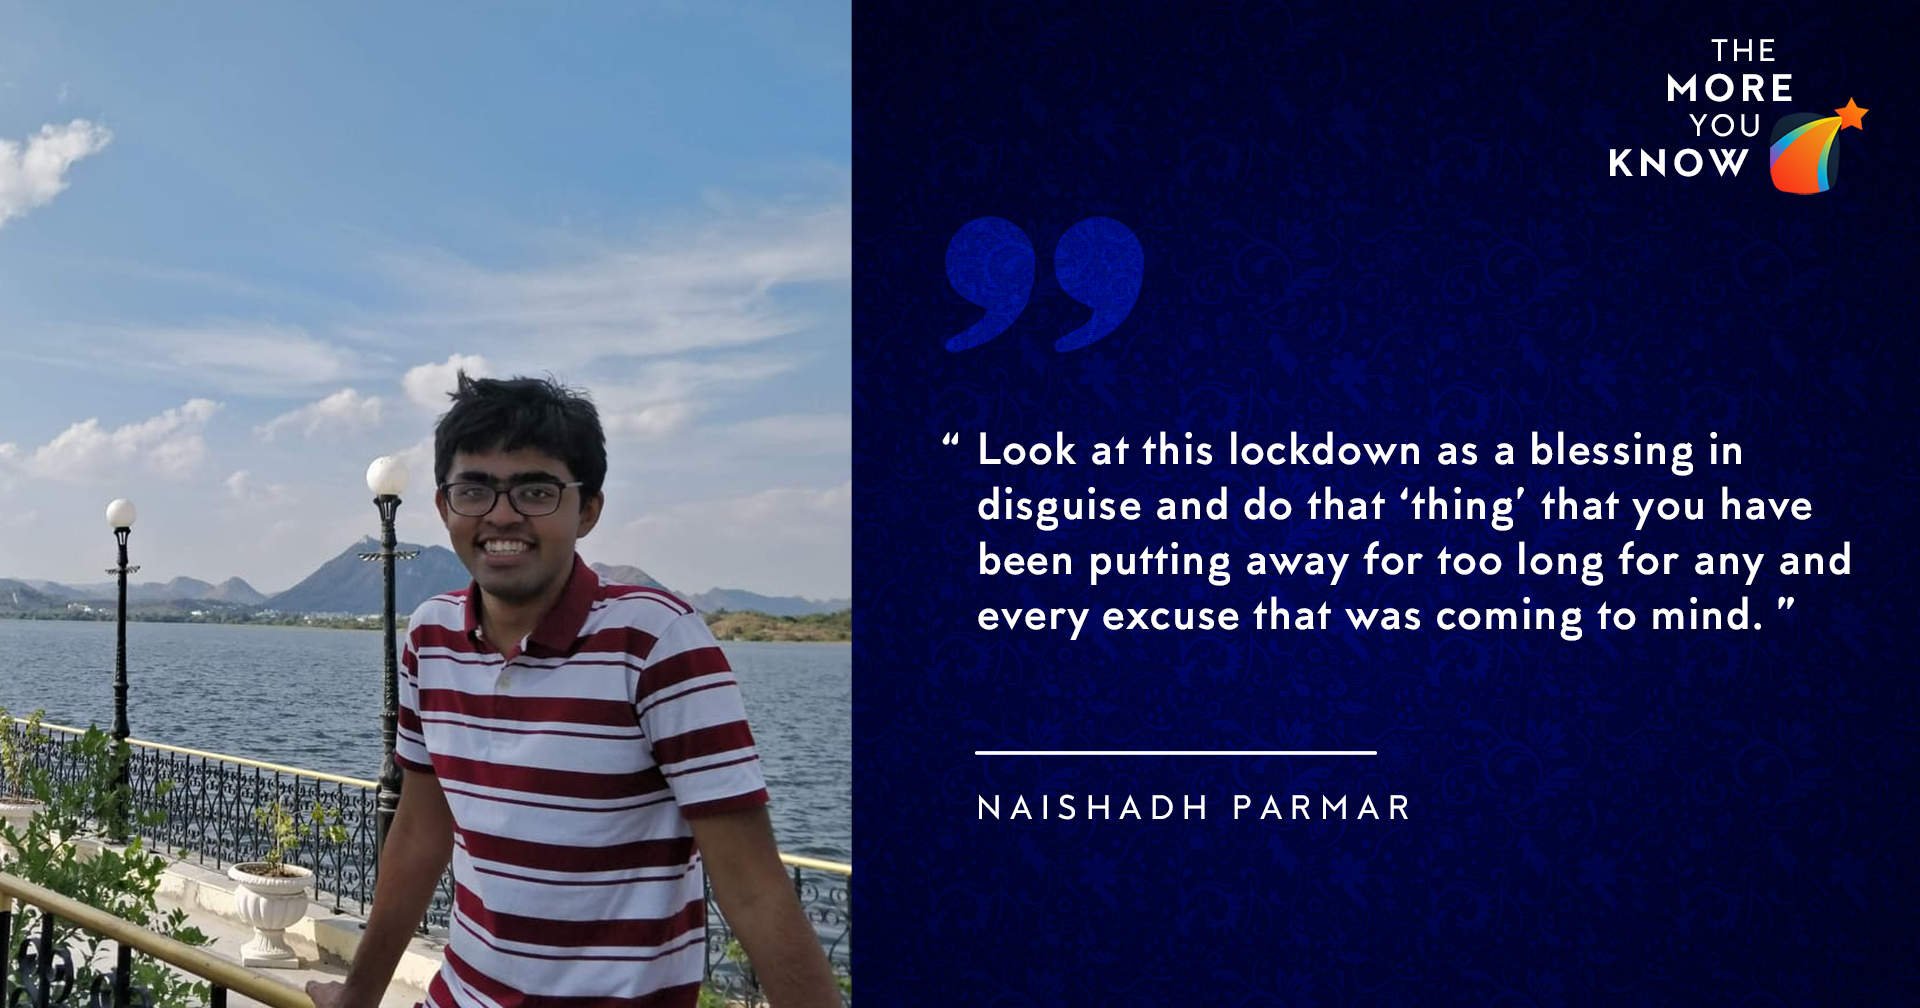 THE
MORE
YOU
KNOW
“ Look at this lockdown as a blessing in
disguise and do that ‘thing’ that you have
been putting away for too long for any and
every excuse that was coming to mind. ”
NAISHADH PARMAR